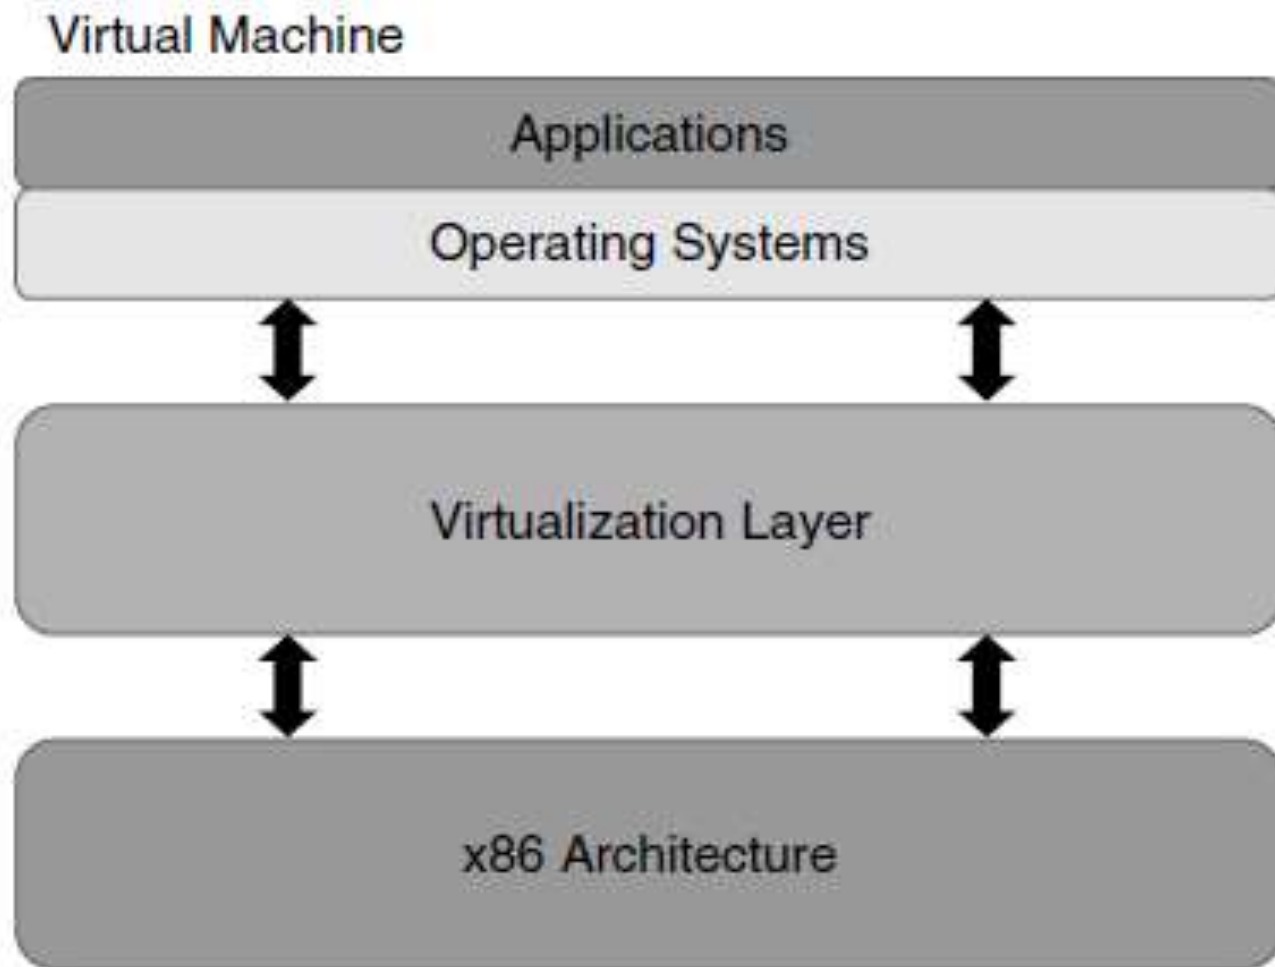 Virtual Machine
Applications
Operating Systems
Virtualization Layer
x86 Architecture